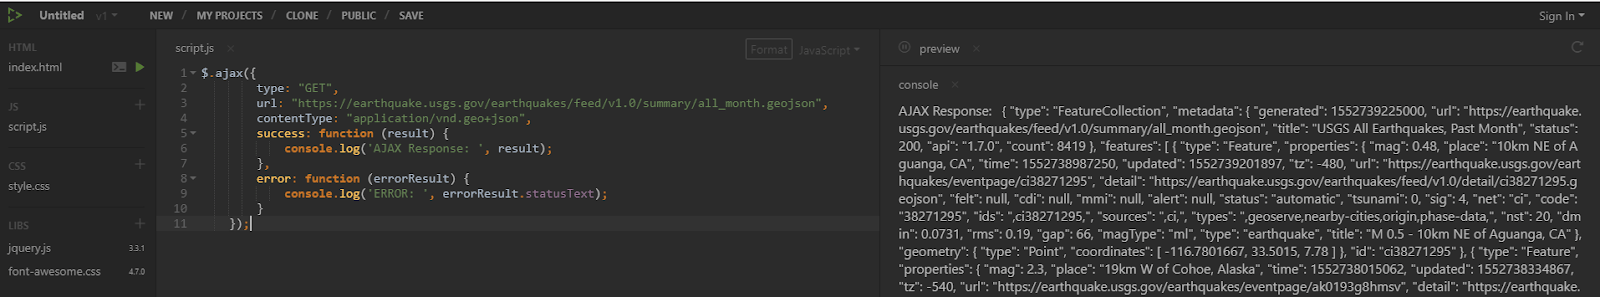 Untitled v1 NEW / MY PROJECTS / CLONE / PUBLIC / SAVE Sign In
HTML
index.html
JS
script.js
CSS
style.css
LIBS
jquery.js 3.3.1
font-awesome.css 4.7.0
script.js × Format JavaScript
1 $.ajax({
2 type: "GET",
3 url: "https://earthquake.usgs.gov/earthquakes/feed/v1.0/summary/all_month.geojson",
4 contentType: "application/vnd.geo+json",
5 success: function (result) {
6 console.log('AJAX Response: ', result);
7 },
8 error: function (errorResult) {
9 console.log('ERROR: ', errorResult.statusText);
10 }
11 });
preview ×
console ×
AJAX Response: { "type": "FeatureCollection", "metadata": { "generated": 1552739225000, "url": "https://earthquake.
usgs.gov/earthquakes/feed/v1.0/summary/all_month.geojson", "title": "USGS All Earthquakes, Past Month", "status":
200, "api": "1.7.0", "count": 8419 }, "features": [ { "type": "Feature", "properties": { "mag": 0.48, "place": "10km NE of A
guanga, CA", "time": 1552738987250, "updated": 1552739201897, "tz": -480, "url": "https://earthquake.usgs.gov/eart
hquakes/eventpage/ci38271295", "detail": "https://earthquake.usgs.gov/earthquakes/feed/v1.0/detail/ci38271295.g
eojson", "felt": null, "cdi": null, "mmi": null, "alert": null, "status": "automatic", "tsunami": 0, "sig": 4, "net": "ci", "code":
"38271295", "ids": ",ci38271295,", "sources": ",ci,", "types": ",geoserve,nearby-cities,origin,phase-data,", "nst": 20, "dm
in": 0.0731, "rms": 0.19, "gap": 66, "magType": "ml", "type": "earthquake", "title": "M 0.5 - 10km NE of Aguanga, CA" },
"geometry": { "type": "Point", "coordinates": [ -116.7801667, 33.5015, 7.78 ] }, "id": "ci38271295" }, { "type": "Feature",
"properties": { "mag": 2.3, "place": "19km W of Cohoe, Alaska", "time": 1552738015062, "updated": 1552738334867,
"tz": -540, "url": "https://earthquake.usgs.gov/earthquakes/eventpage/ak0193g8hmsv", "detail": "https://earthquake.